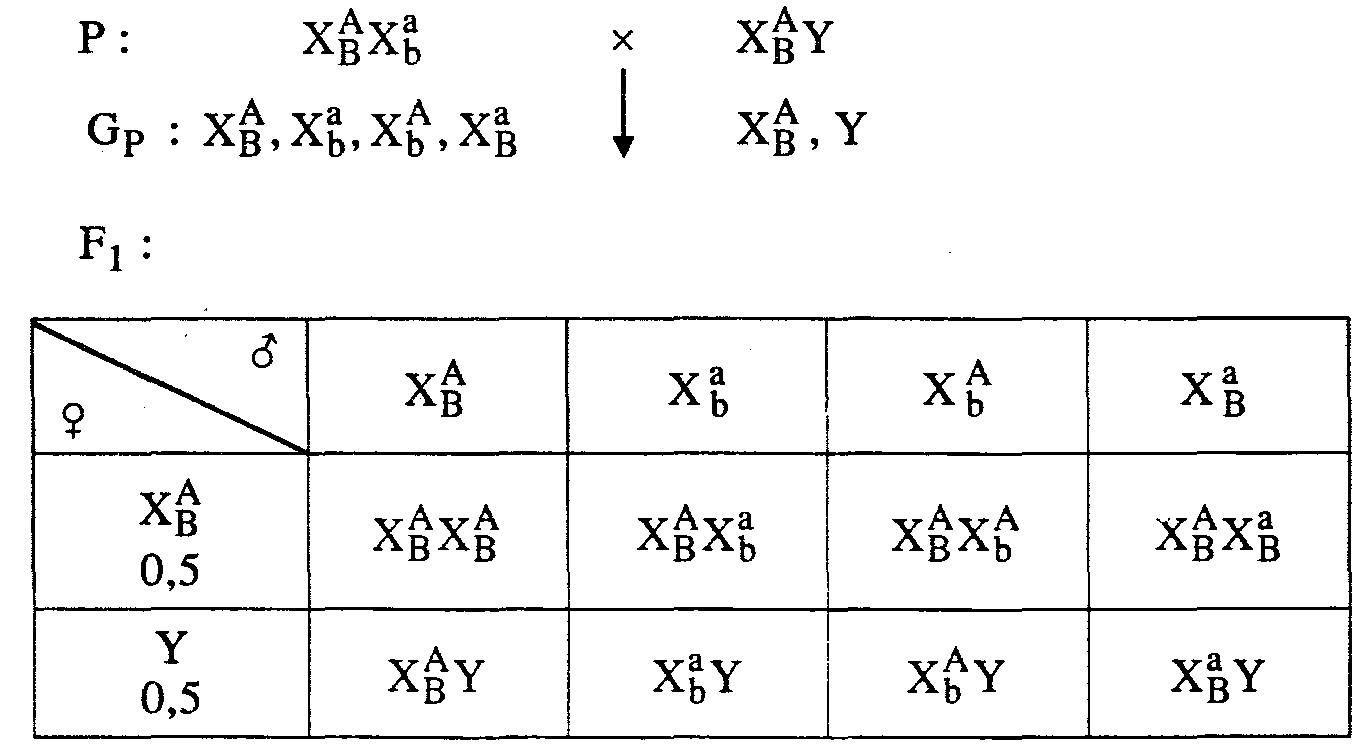 P : X^A_B X^a_b × X^A_B Y
G_P : X^A_B, X^a_b, X^A_b, X^a_B X^A_B, Y
F_1 :
♂ ♀ X^A_B X^a_b X^A_b X^a_B
X^A_B 0,5 X^A_B X^A_B X^A_B X^a_b X^A_B X^A_b X^A_B X^a_B
Y 0,5 X^A_B Y X^a_b Y X^A_b Y X^a_B Y